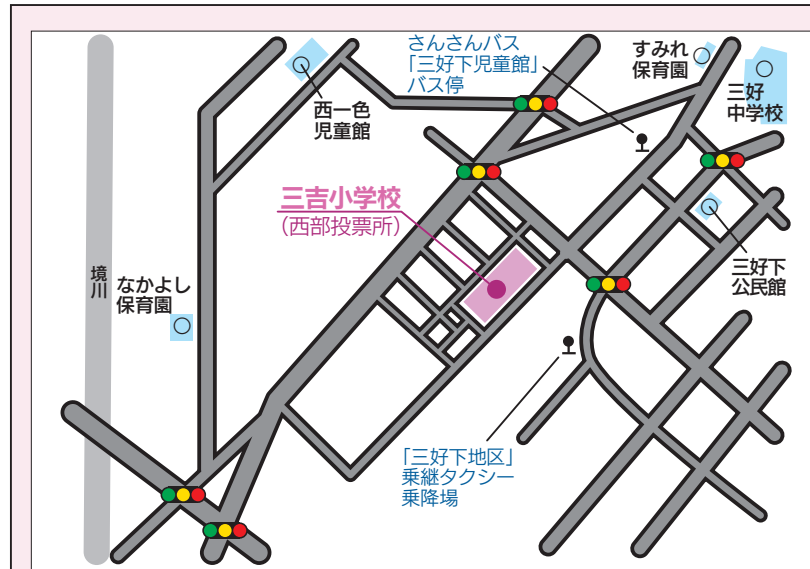 さんさんバス
「三好下児童館」
バス停
すみれ
保育園
三好
中学校
西一色
児童館
三吉小学校
(西部投票所)
境川
なかよし
保育園
三好下
公民館
「三好下地区」
乗継タクシー
乗降場